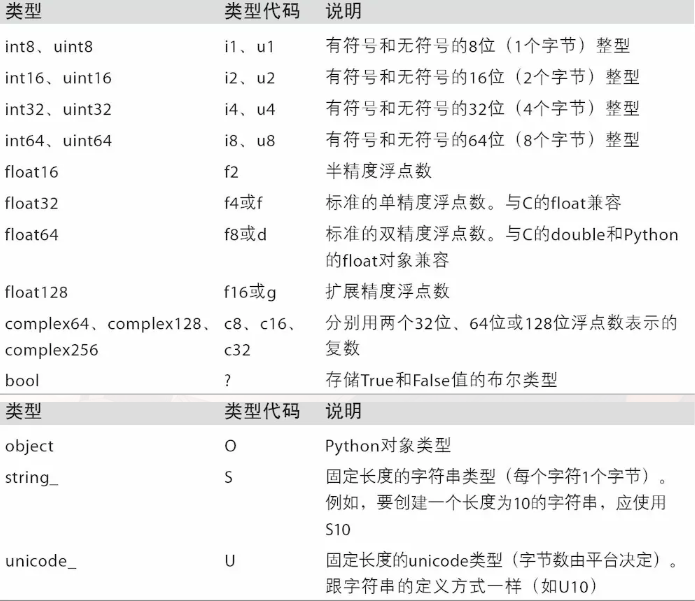 类型 类型代码 说明
int8、uint8 i1、u1 有符号和无符号的8位（1个字节）整型
int16、uint16 i2、u2 有符号和无符号的16位（2个字节）整型
int32、uint32 i4、u4 有符号和无符号的32位（4个字节）整型
int64、uint64 i8、u8 有符号和无符号的64位（8个字节）整型
float16 f2 半精度浮点数
float32 f4或f 标准的单精度浮点数。与C的float兼容
float64 f8或d 标准的双精度浮点数。与C的double和Python
的float对象兼容
float128 f16或g 扩展精度浮点数
complex64、complex128、 c8、c16、 分别用两个32位、64位或128位浮点数表示的
complex256 c32 复数
bool ? 存储True和False值的布尔类型
类型 类型代码 说明
object O Python对象类型
string_ S 固定长度的字符串类型（每个字符1个字节）。
例如，要创建一个长度为10的字符串，应使用
S10
unicode_ U 固定长度的unicode类型（字节数由平台决定）。
跟字符串的定义方式一样（如U10）